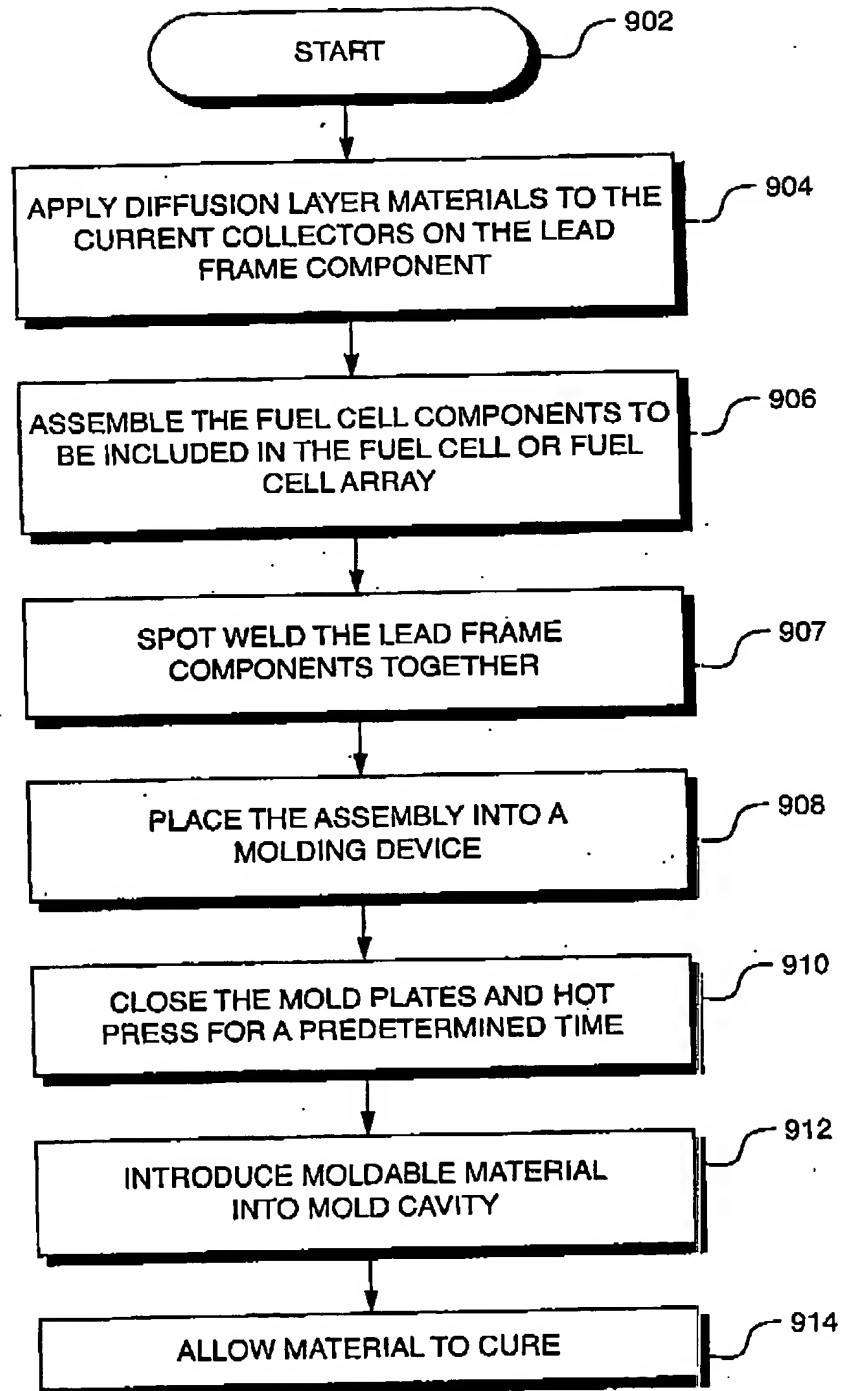 START
902
APPLY DIFFUSION LAYER MATERIALS TO THE
CURRENT COLLECTORS ON THE LEAD
FRAME COMPONENT
904
ASSEMBLE THE FUEL CELL COMPONENTS TO
BE INCLUDED IN THE FUEL CELL OR FUEL
CELL ARRAY
906
SPOT WELD THE LEAD FRAME
COMPONENTS TOGETHER
907
PLACE THE ASSEMBLY INTO A
MOLDING DEVICE
908
CLOSE THE MOLD PLATES AND HOT
PRESS FOR A PREDETERMINED TIME
910
INTRODUCE MOLDABLE MATERIAL
INTO MOLD CAVITY
912
ALLOW MATERIAL TO CURE
914